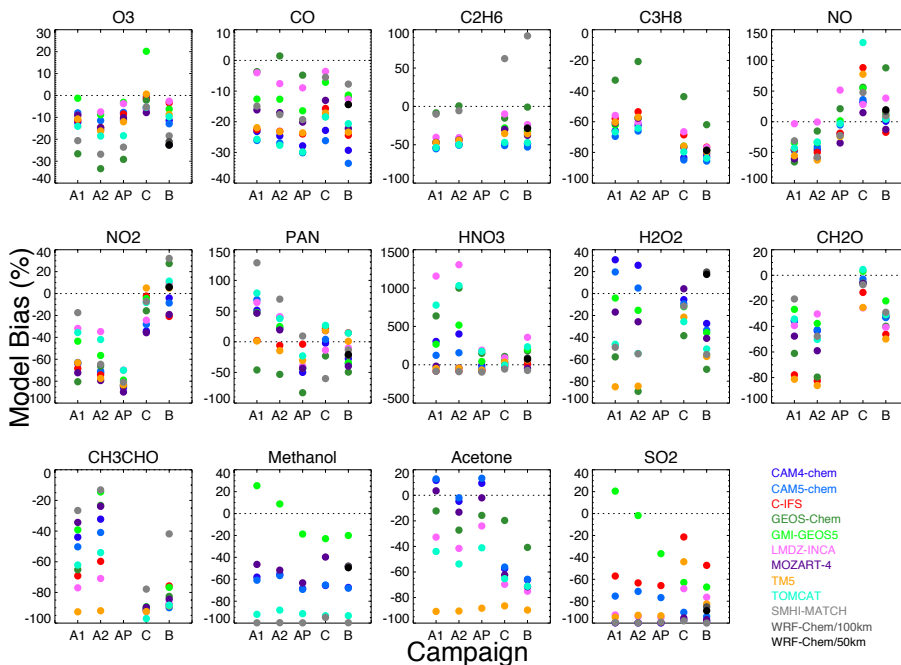 O3
30
20
10
0
-10
-20
-30
-40
A1 A2 AP C B
CO
10
0
-10
-20
-30
-40
A1 A2 AP C B
C2H6
100
50
0
-50
-100
A1 A2 AP C B
C3H8
0
-20
-40
-60
-80
-100
A1 A2 AP C B
NO
150
100
50
0
-50
-100
A1 A2 AP C B
Model Bias (%)
NO2
40
20
0
-20
-40
-60
-80
-100
A1 A2 AP C B
PAN
150
100
50
0
-50
-100
A1 A2 AP C B
HNO3
1500
1000
500
0
-500
A1 A2 AP C B
H2O2
40
20
0
-20
-40
-60
-80
-100
A1 A2 AP C B
CH2O
20
0
-20
-40
-60
-80
-100
A1 A2 AP C B
CH3CHO
0
-20
-40
-60
-80
-100
A1 A2 AP C B
Methanol
40
20
0
-20
-40
-60
-80
-100
A1 A2 AP C B
Acetone
20
0
-20
-40
-60
-80
-100
A1 A2 AP C B
SO2
40
20
0
-20
-40
-60
-80
-100
A1 A2 AP C B
CAM4-chem
CAM5-chem
C-IFS
GEOS-Chem
GMI-GEOS5
LMDZ-INCA
MOZART-4
TM5
TOMCAT
SMHI-MATCH
WRF-Chem/100km
WRF-Chem/50km
Campaign